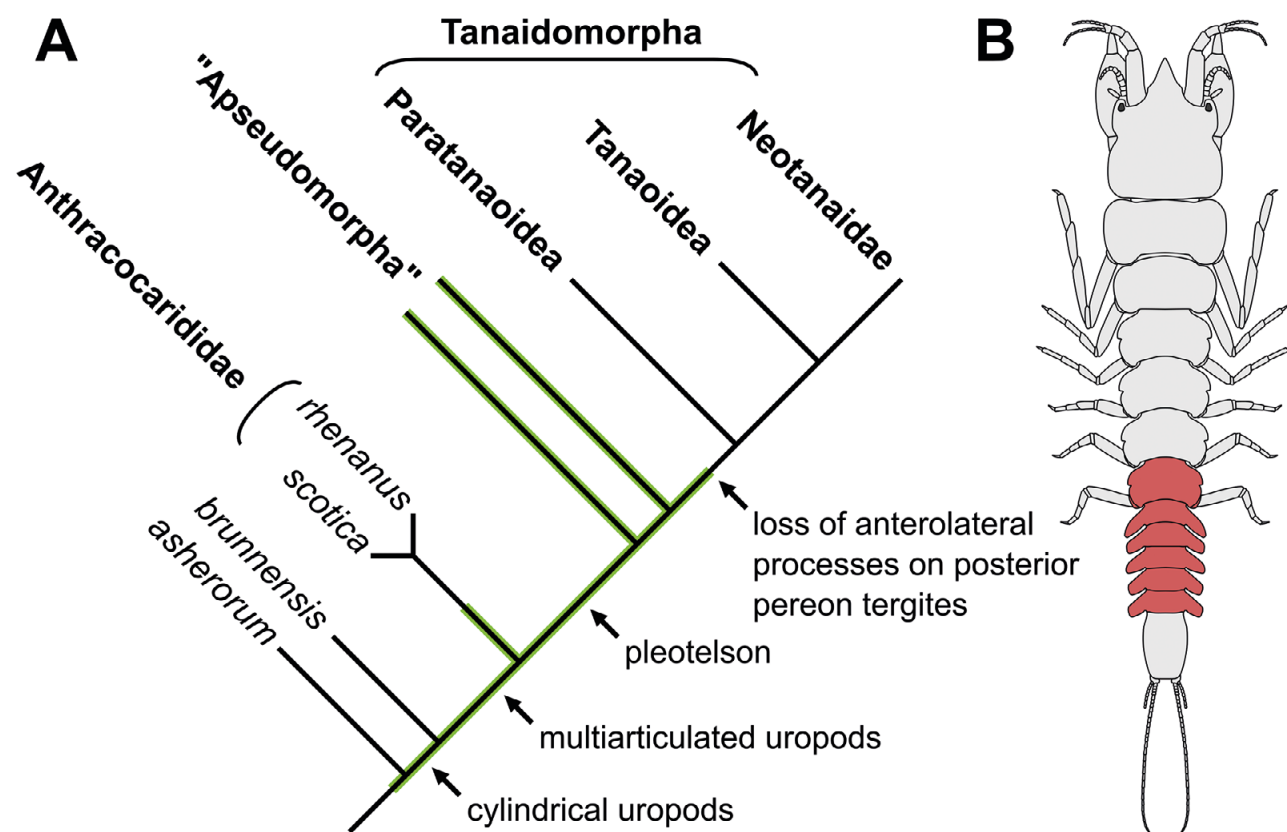 A
B
Tanaidomorpha
"Apseudomorpha"
Paratanaoidea
Tanaoidea
Neotanaidae
Anthracocarididae
rhenanus
scotica
brunnensis
asherorum
loss of anterolateral
processes on posterior
pereon tergites
pleotelson
multiarticulated uropods
cylindrical uropods